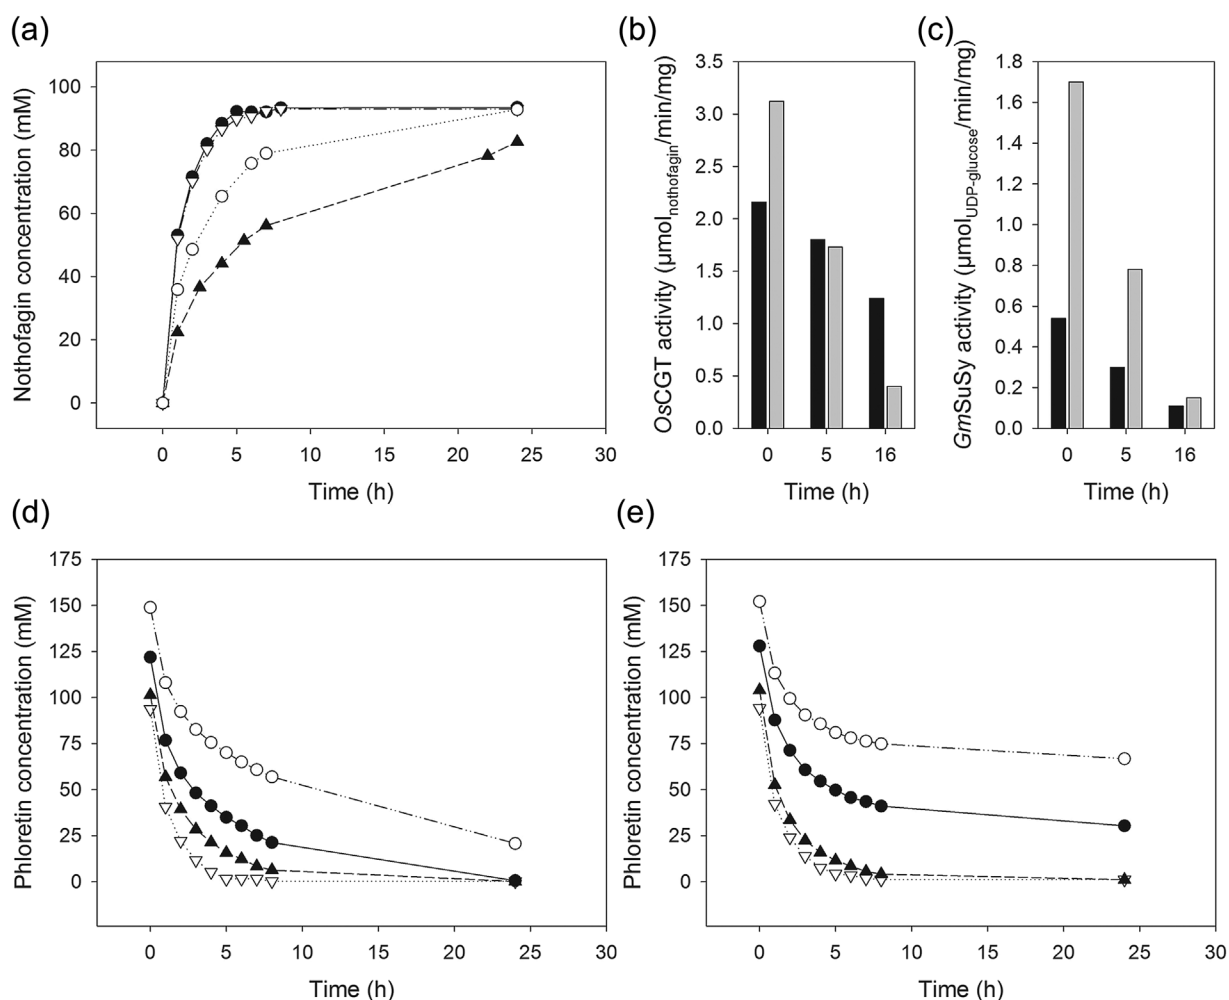 (a)
Nothofagin concentration (mM)
100
80
60
40
20
0
0 5 10 15 20 25 30
Time (h)
(b)
OsCGT activity (µmolnothofagin/min/mg)
3.5
3.0
2.5
2.0
1.5
1.0
0.5
0.0
0 5 16
Time (h)
(c)
GmSuSy activity (µmolUDP-glucose/min/mg)
1.8
1.6
1.4
1.2
1.0
0.8
0.6
0.4
0.2
0.0
0 5 16
Time (h)
(d)
Phloretin concentration (mM)
175
150
125
100
75
50
25
0
0 5 10 15 20 25 30
Time (h)
(e)
Phloretin concentration (mM)
175
150
125
100
75
50
25
0
0 5 10 15 20 25 30
Time (h)